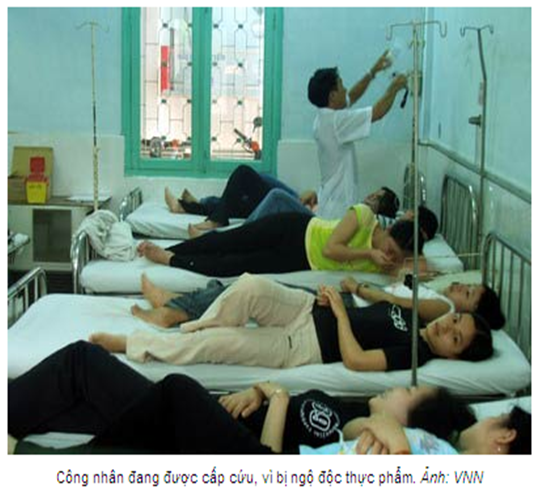 Công nhân đang được cấp cứu, vì bị ngộ độc thực phẩm. Ảnh: VNN